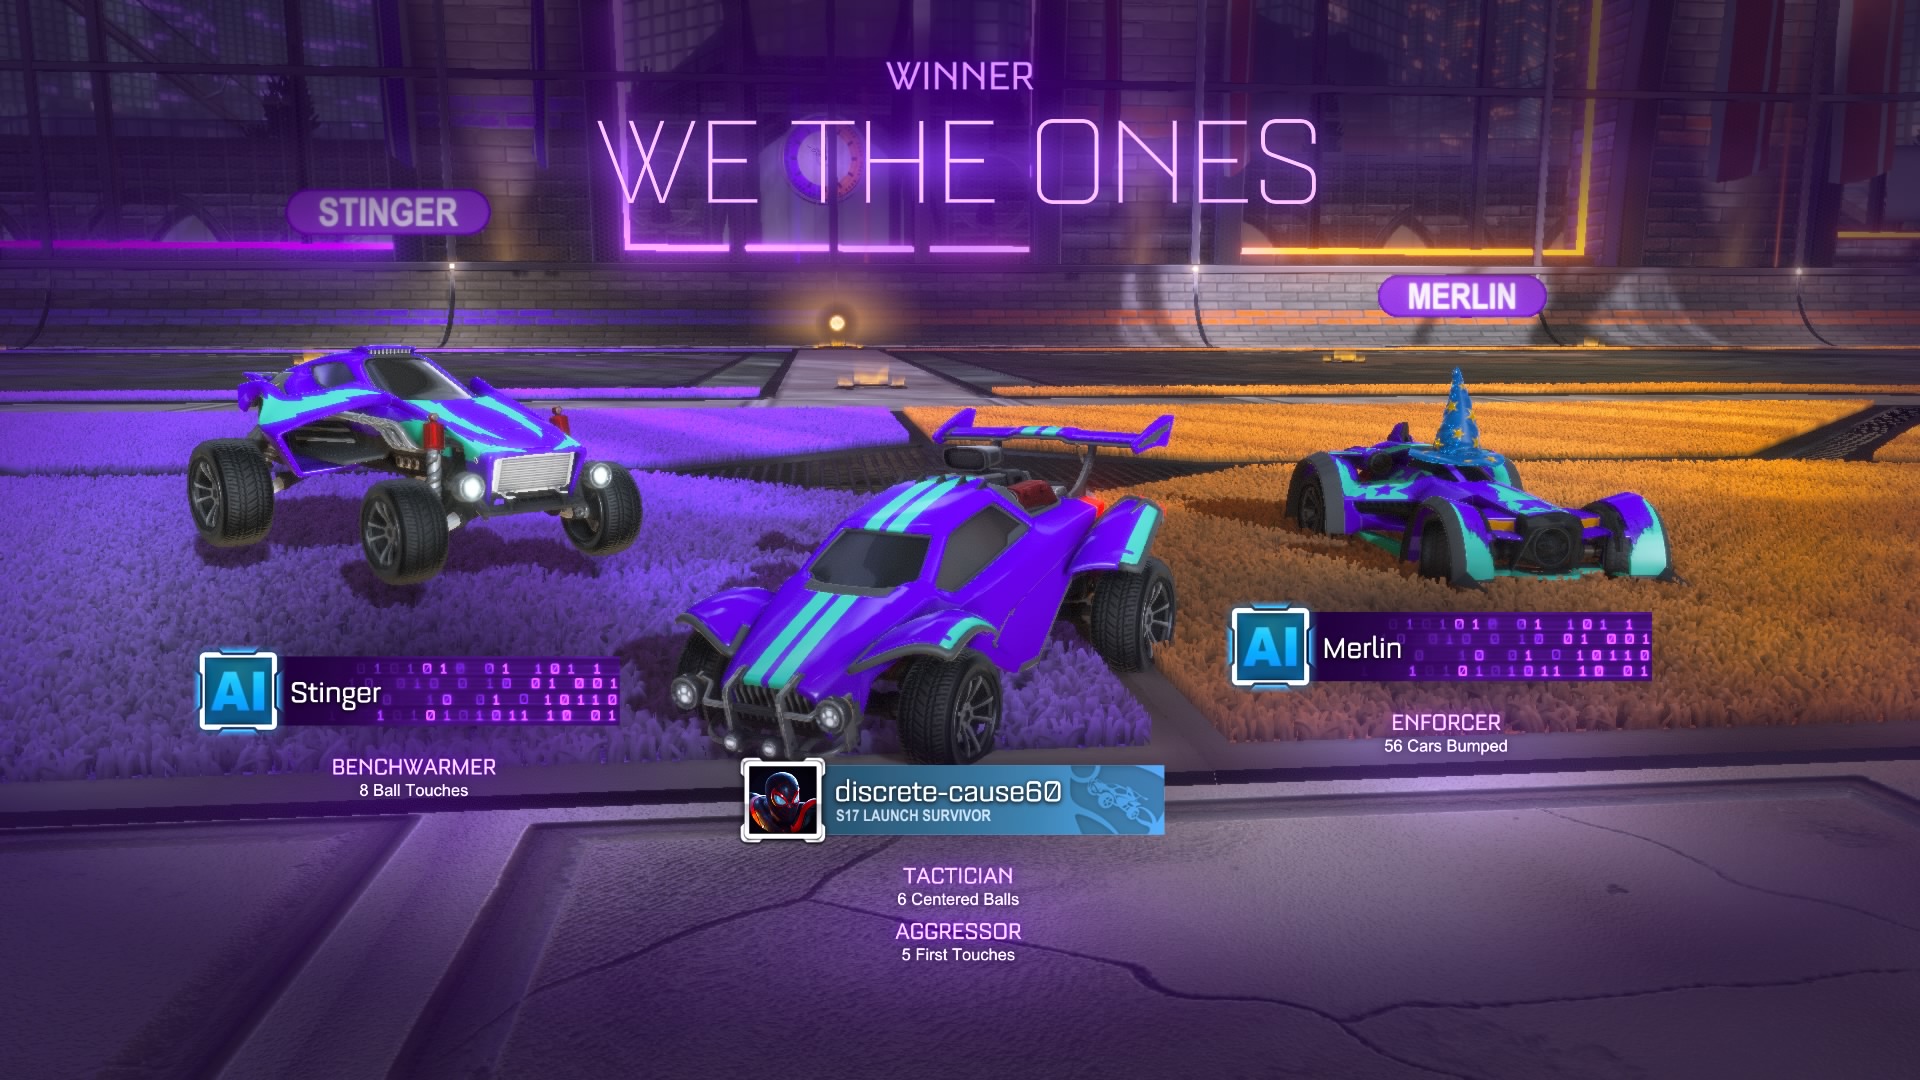 WINNER
WE THE ONES
STINGER
MERLIN
AI Merlin
ENFORCER
56 Cars Bumped
AI Stinger
BENCHWARMER
8 Ball Touches
discrete-cause60
S17 LAUNCH SURVIVOR
TACTICIAN
6 Centered Balls
AGGRESSOR
5 First Touches